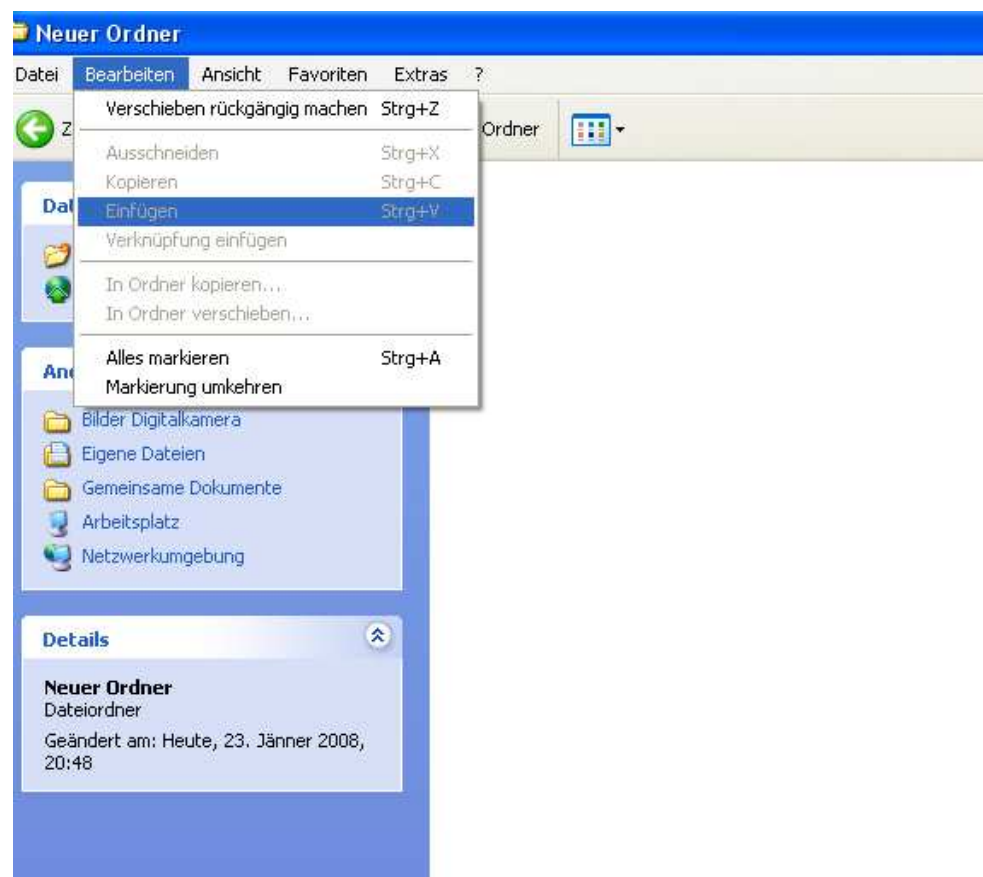 Neuer Ordner
Datei Bearbeiten Ansicht Favoriten Extras ?
Verschieben rückgängig machen Strg+Z
Z Ordner
Ausschneiden Strg+X
Kopieren Strg+C
Einfügen Strg+V
Verknüpfung einfügen
In Ordner kopieren...
In Ordner verschieben...
Alles markieren Strg+A
Markierung umkehren
Bilder Digitalkamera
Eigene Dateien
Gemeinsame Dokumente
Arbeitsplatz
Netzwerkumgebung
Details
Neuer Ordner
Dateiordner
Geändert am: Heute, 23. Jänner 2008,
20:48